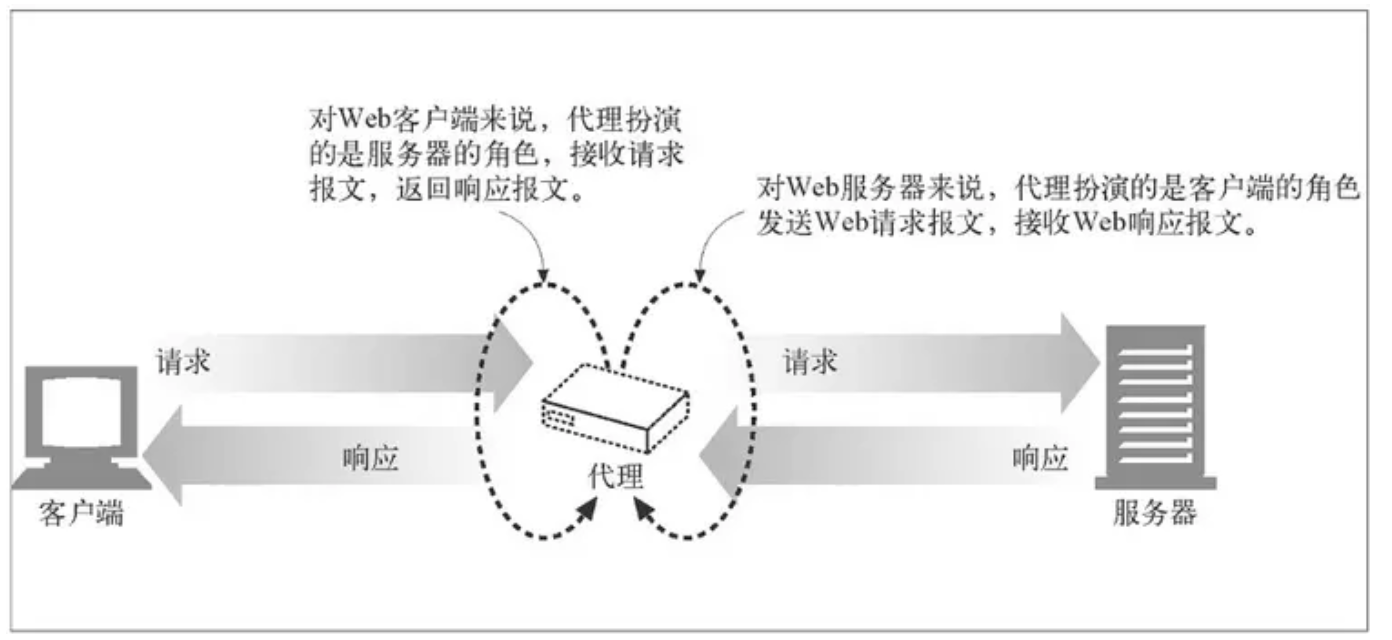 对Web客户端来说，代理扮演
的是服务器的角色，接收请求
报文，返回响应报文。
对Web服务器来说，代理扮演的是客户端的角色
发送Web请求报文，接收Web响应报文。
请求
请求
响应
响应
代理
客户端
服务器